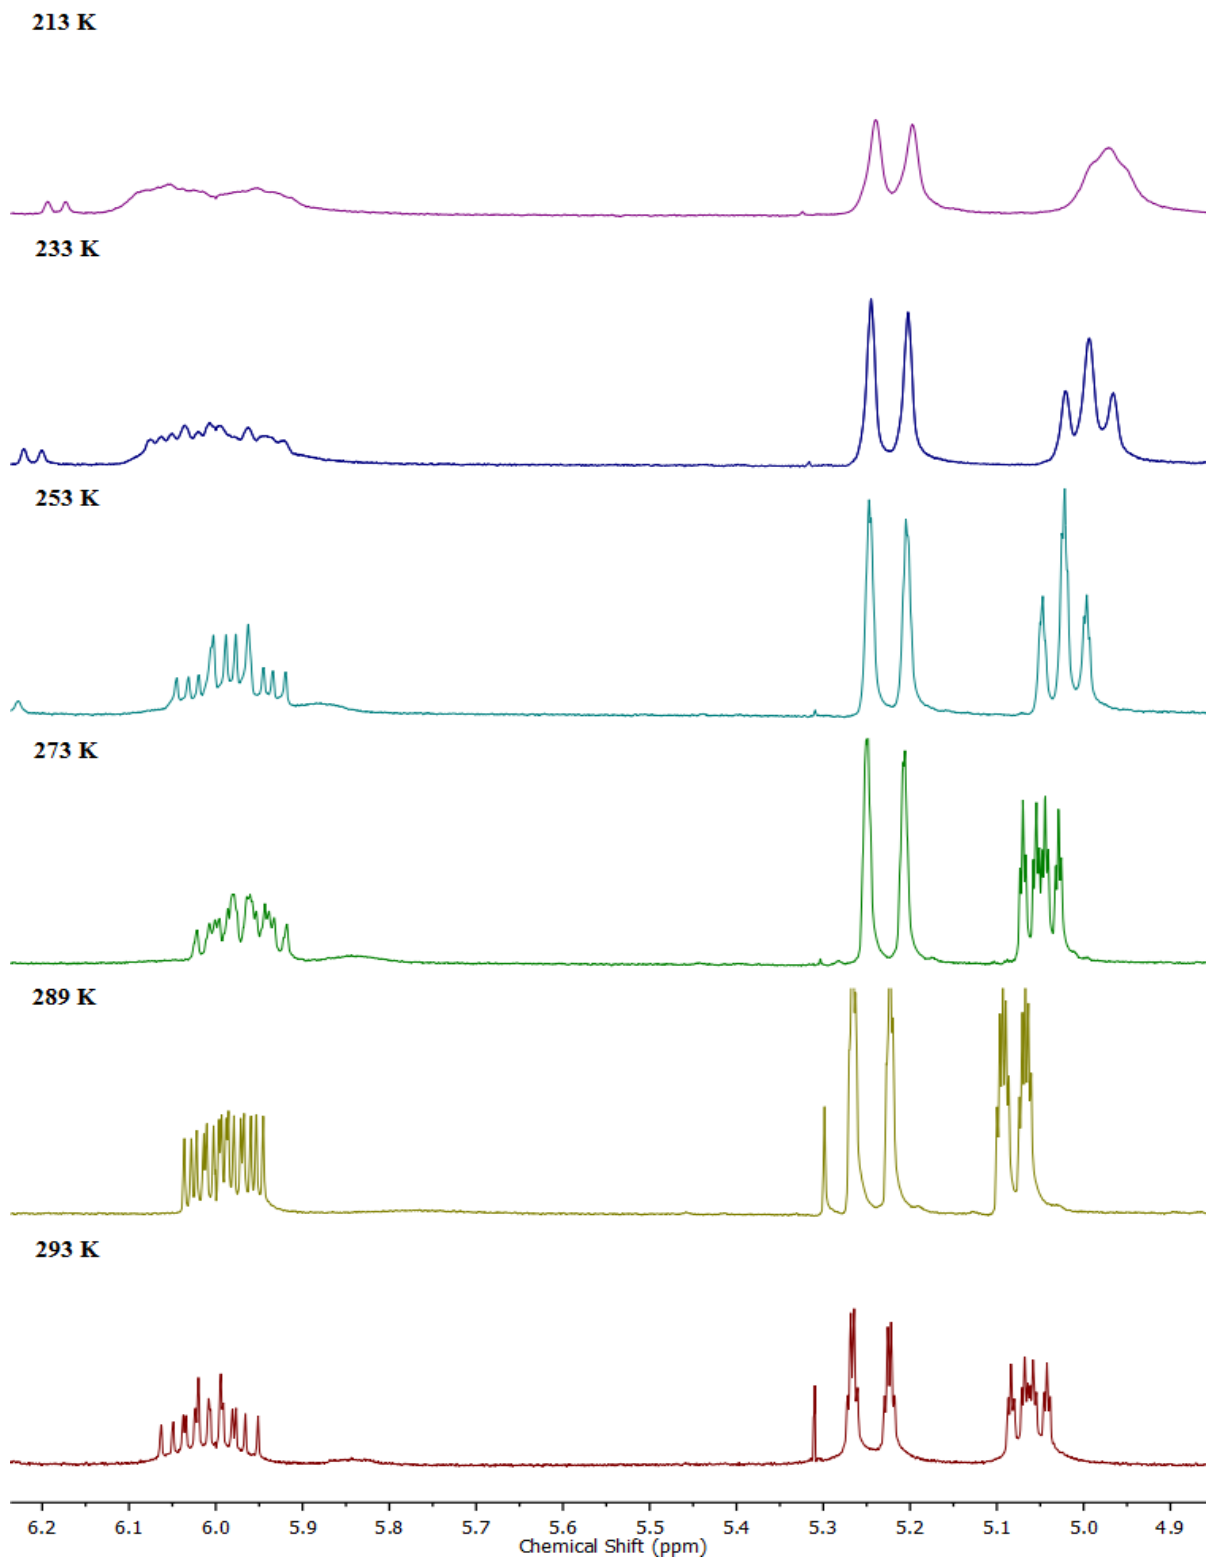 213 K
233 K
253 K
273 K
289 K
293 K
6.2 6.1 6.0 5.9 5.8 5.7 5.6 5.5 5.4 5.3 5.2 5.1 5.0 4.9
Chemical Shift (ppm)